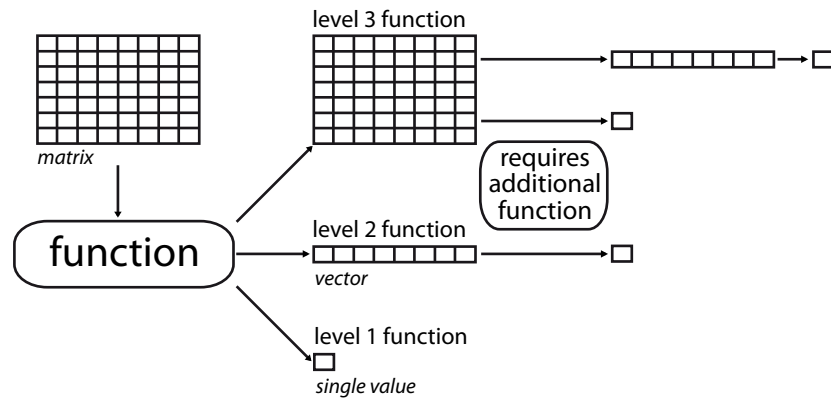 level 3 function
matrix
requires
additional
function
function
level 2 function
vector
level 1 function
single value